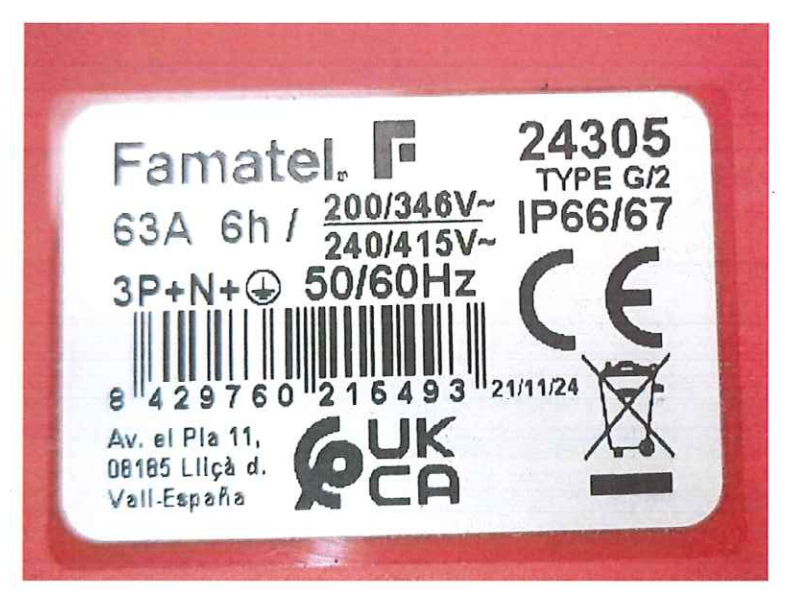 Famatel
24305
TYPE G/2
63A 6h / 200/346V~
240/415V~
IP66/67
3P+N+⏚ 50/60Hz
CE
8 429760 216493
21/11/24
Av. el Pla 11,
08185 Lliçà d.
Vall-España
UK
CA